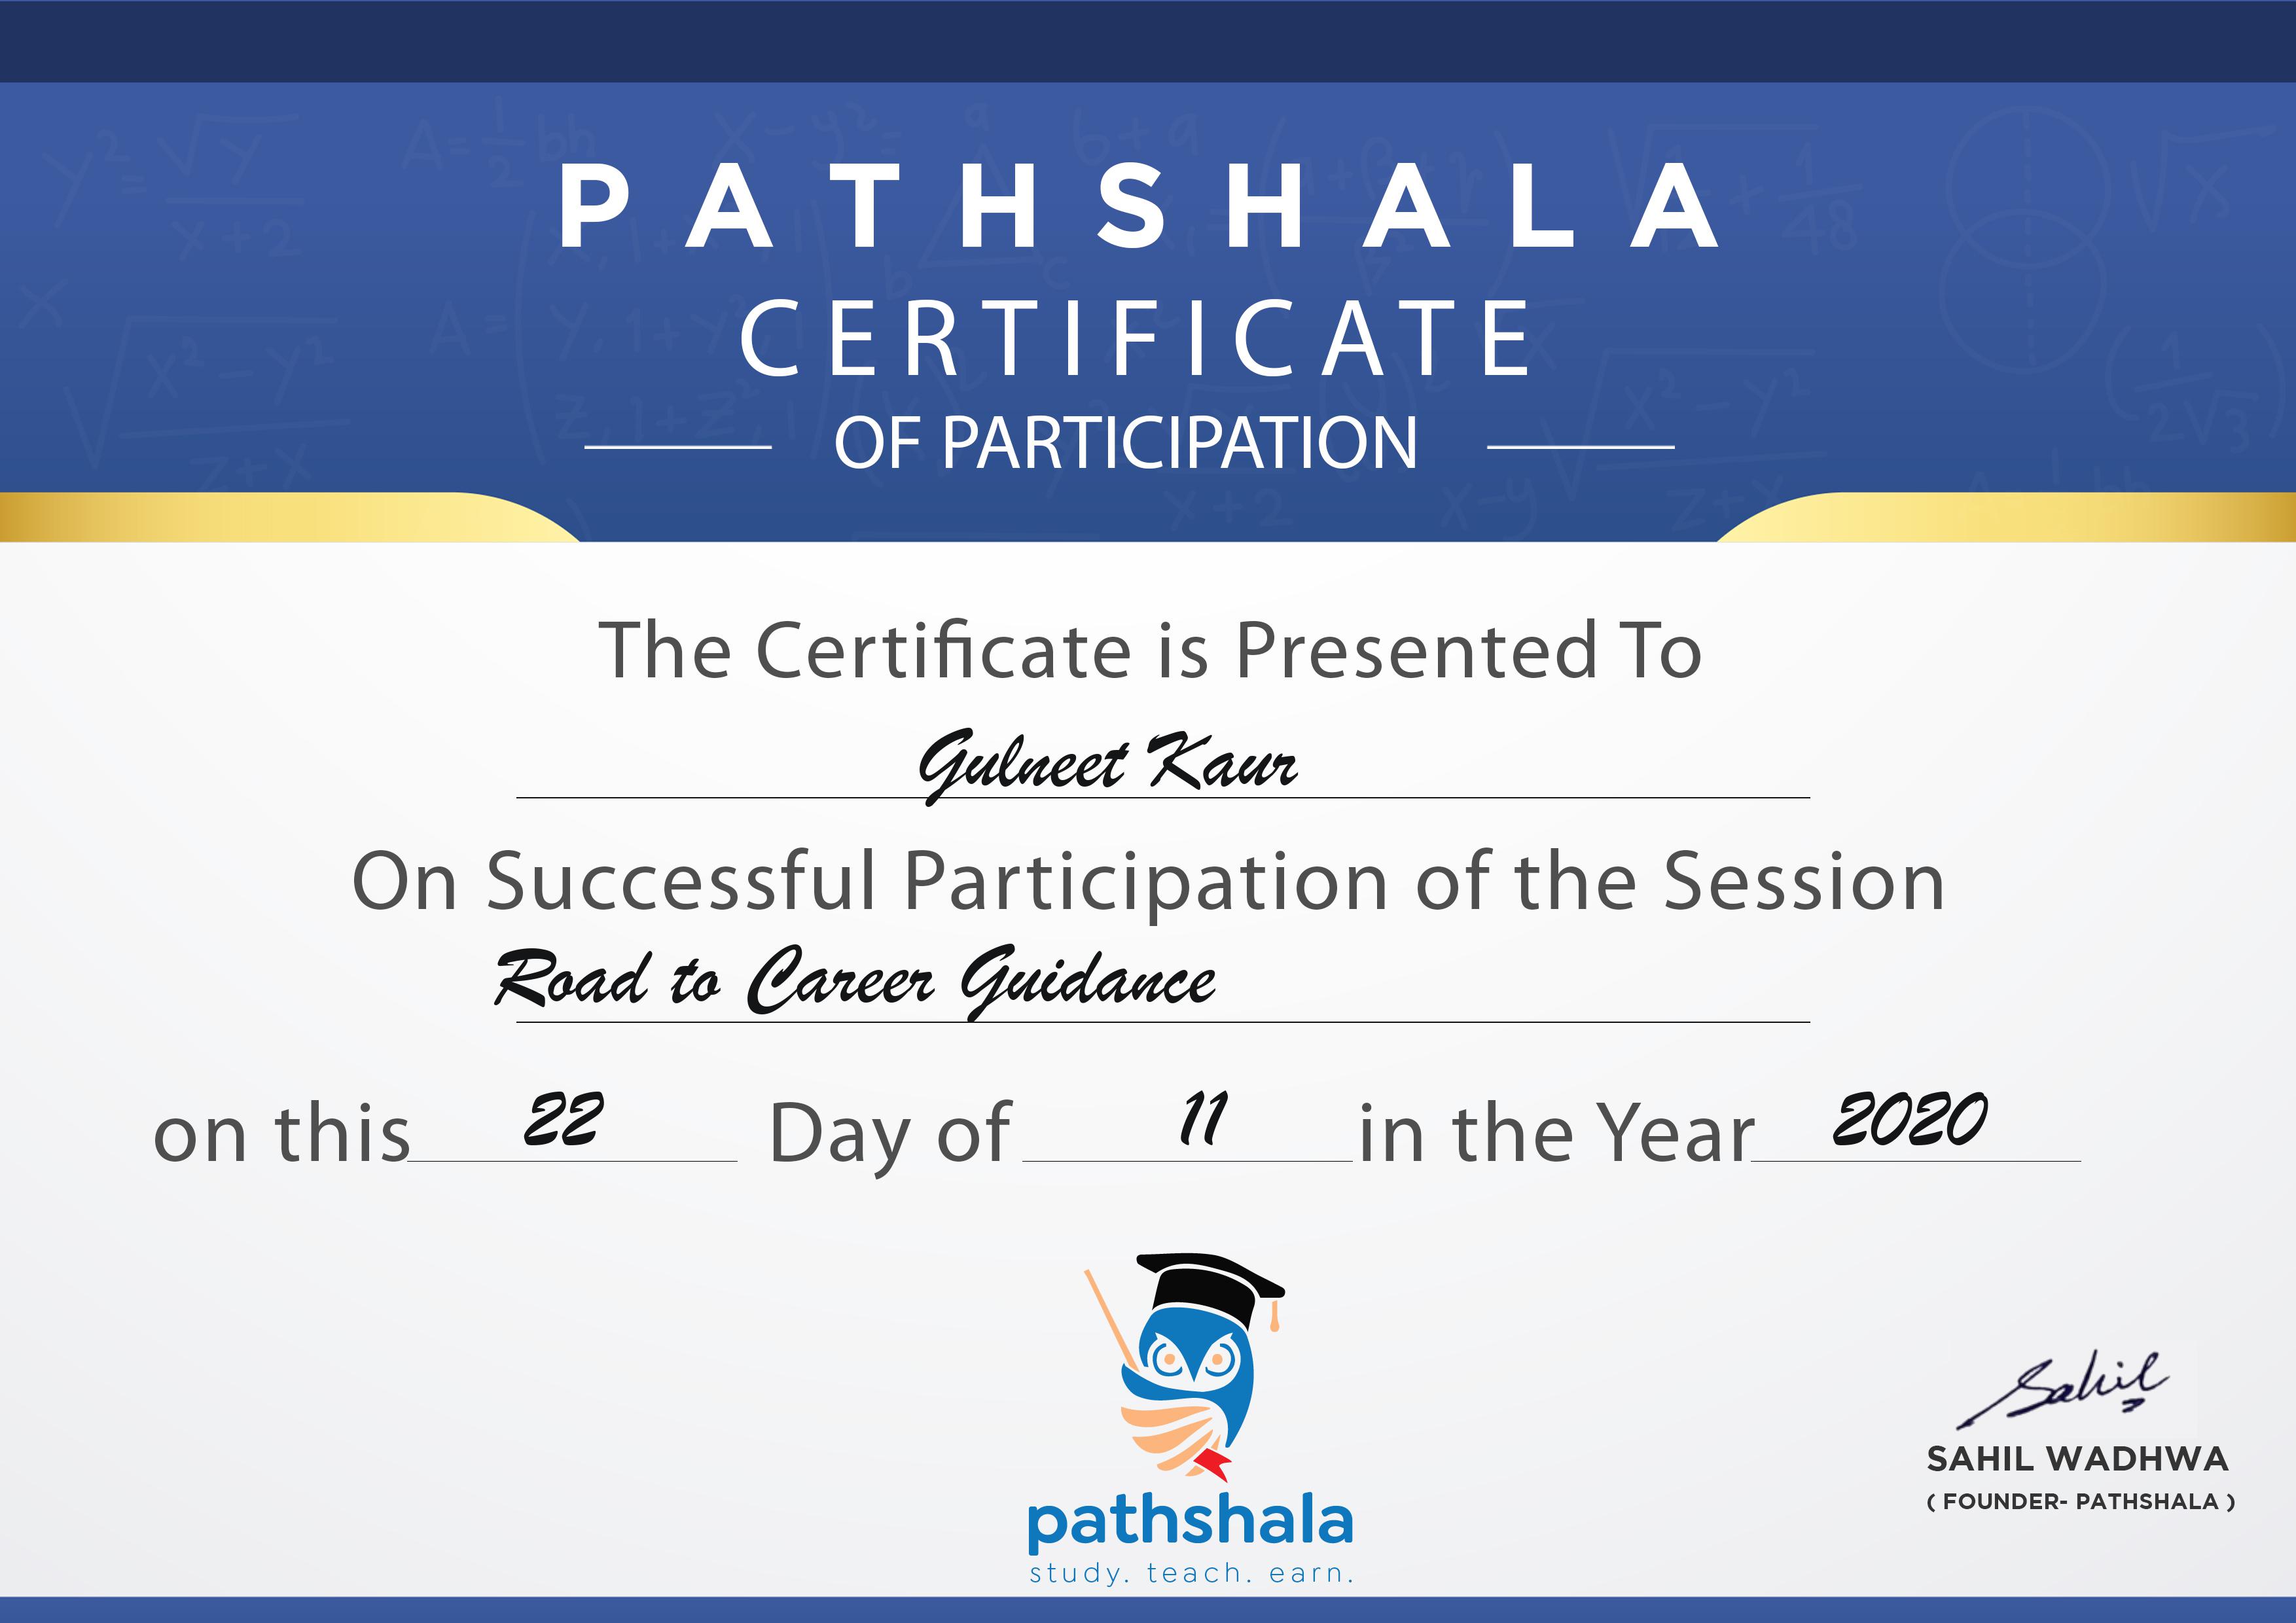 PATHSHALA
CERTIFICATE
OF PARTICIPATION
The Certificate is Presented To
Gulneet Kaur
On Successful Participation of the Session
Road to Career Guidance
on this 22 Day of 11 in the Year 2020
Sahil
SAHIL WADHWA
( FOUNDER- PATHSHALA )
pathshala
study. teach. earn.